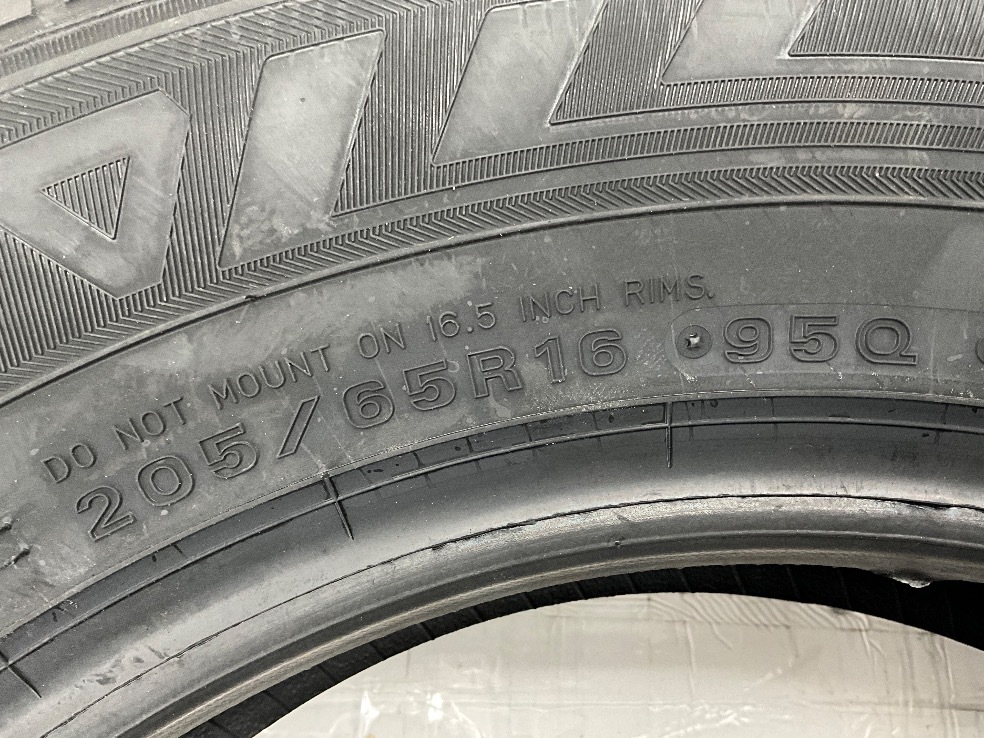 DO NOT MOUNT ON 16.5 INCH RIMS.
205/65R16 95Q